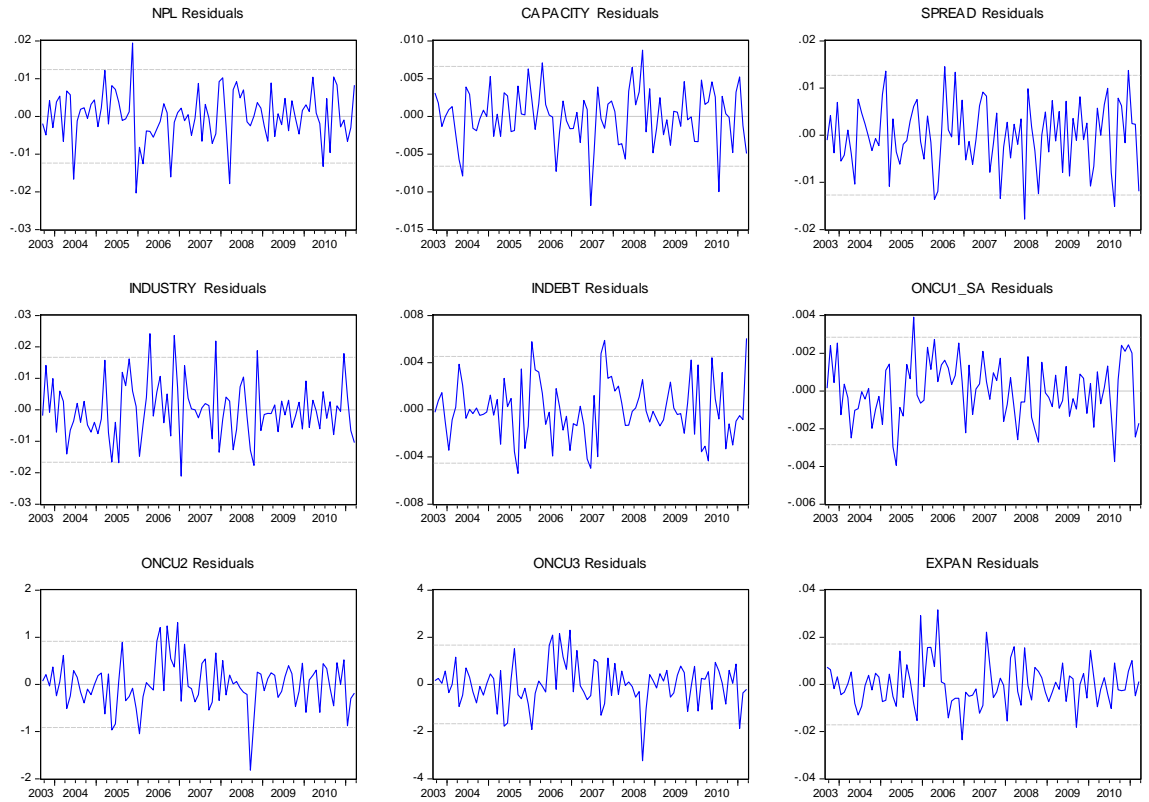 NPL Residuals
.02
.01
.00
-.01
-.02
-.03
2003 2004 2005 2006 2007 2008 2009 2010
CAPACITY Residuals
.010
.005
.000
-.005
-.010
-.015
2003 2004 2005 2006 2007 2008 2009 2010
SPREAD Residuals
.02
.01
.00
-.01
-.02
2003 2004 2005 2006 2007 2008 2009 2010
INDUSTRY Residuals
.03
.02
.01
.00
-.01
-.02
-.03
2003 2004 2005 2006 2007 2008 2009 2010
INDEBT Residuals
.008
.004
.000
-.004
-.008
2003 2004 2005 2006 2007 2008 2009 2010
ONCU1_SA Residuals
.004
.002
.000
-.002
-.004
-.006
2003 2004 2005 2006 2007 2008 2009 2010
ONCU2 Residuals
2
1
0
-1
-2
2003 2004 2005 2006 2007 2008 2009 2010
ONCU3 Residuals
4
2
0
-2
-4
2003 2004 2005 2006 2007 2008 2009 2010
EXPAN Residuals
.04
.02
.00
-.02
-.04
2003 2004 2005 2006 2007 2008 2009 2010